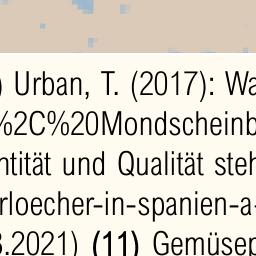 ) Urban, T. (2017): Wa
%2C%20Mondscheinb
ntität und Qualität steh
rloecher-in-spanien-a-
3.2021) (11) Gemüsep